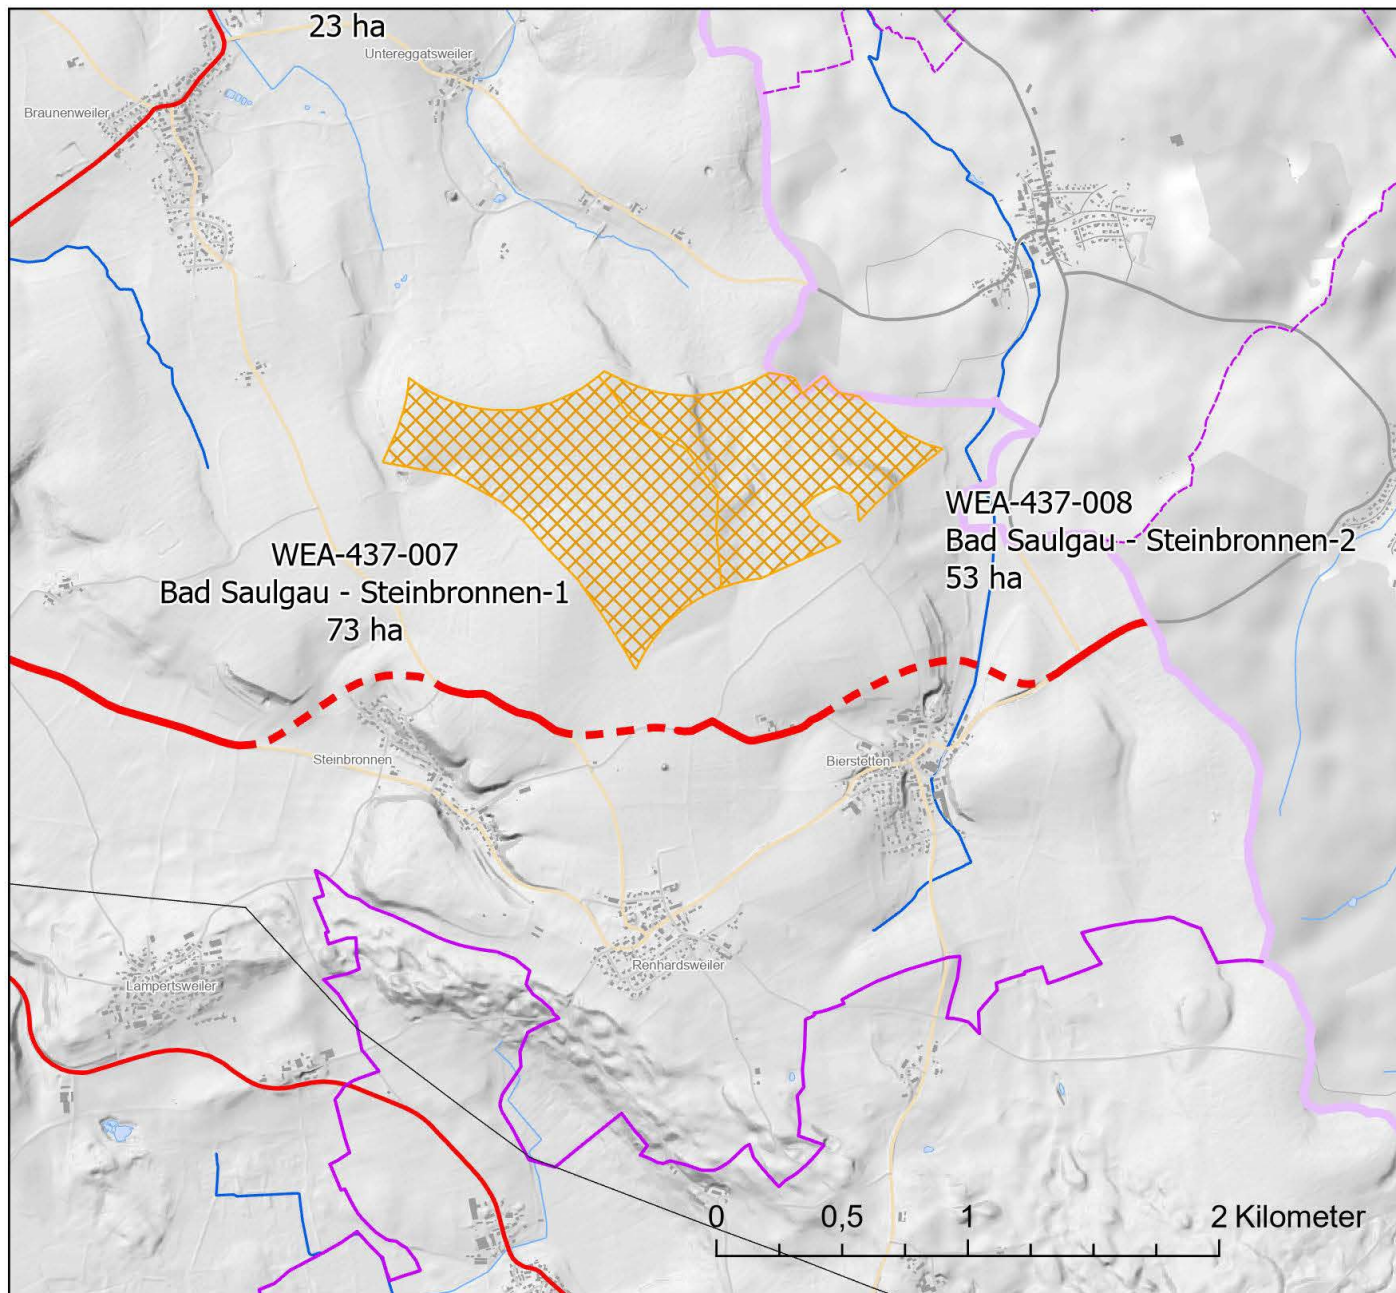 23 ha
Untereggatsweiler
Braunenweiler
WEA-437-008
Bad Saulgau - Steinbronnen-2
53 ha
WEA-437-007
Bad Saulgau - Steinbronnen-1
73 ha
Steinbronnen
Bierstetten
Renhardsweiler
Lampertsweiler
0 0,5 1 2 Kilometer